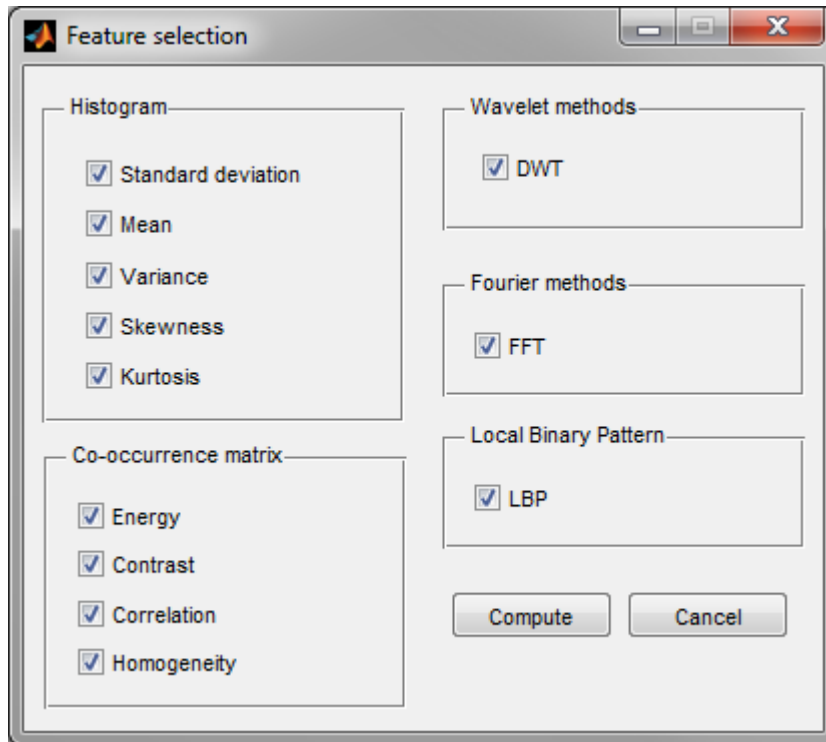 Feature selection
Histogram
Standard deviation
Mean
Variance
Skewness
Kurtosis
Co-occurrence matrix
Energy
Contrast
Correlation
Homogeneity
Wavelet methods
DWT
Fourier methods
FFT
Local Binary Pattern
LBP
Compute
Cancel